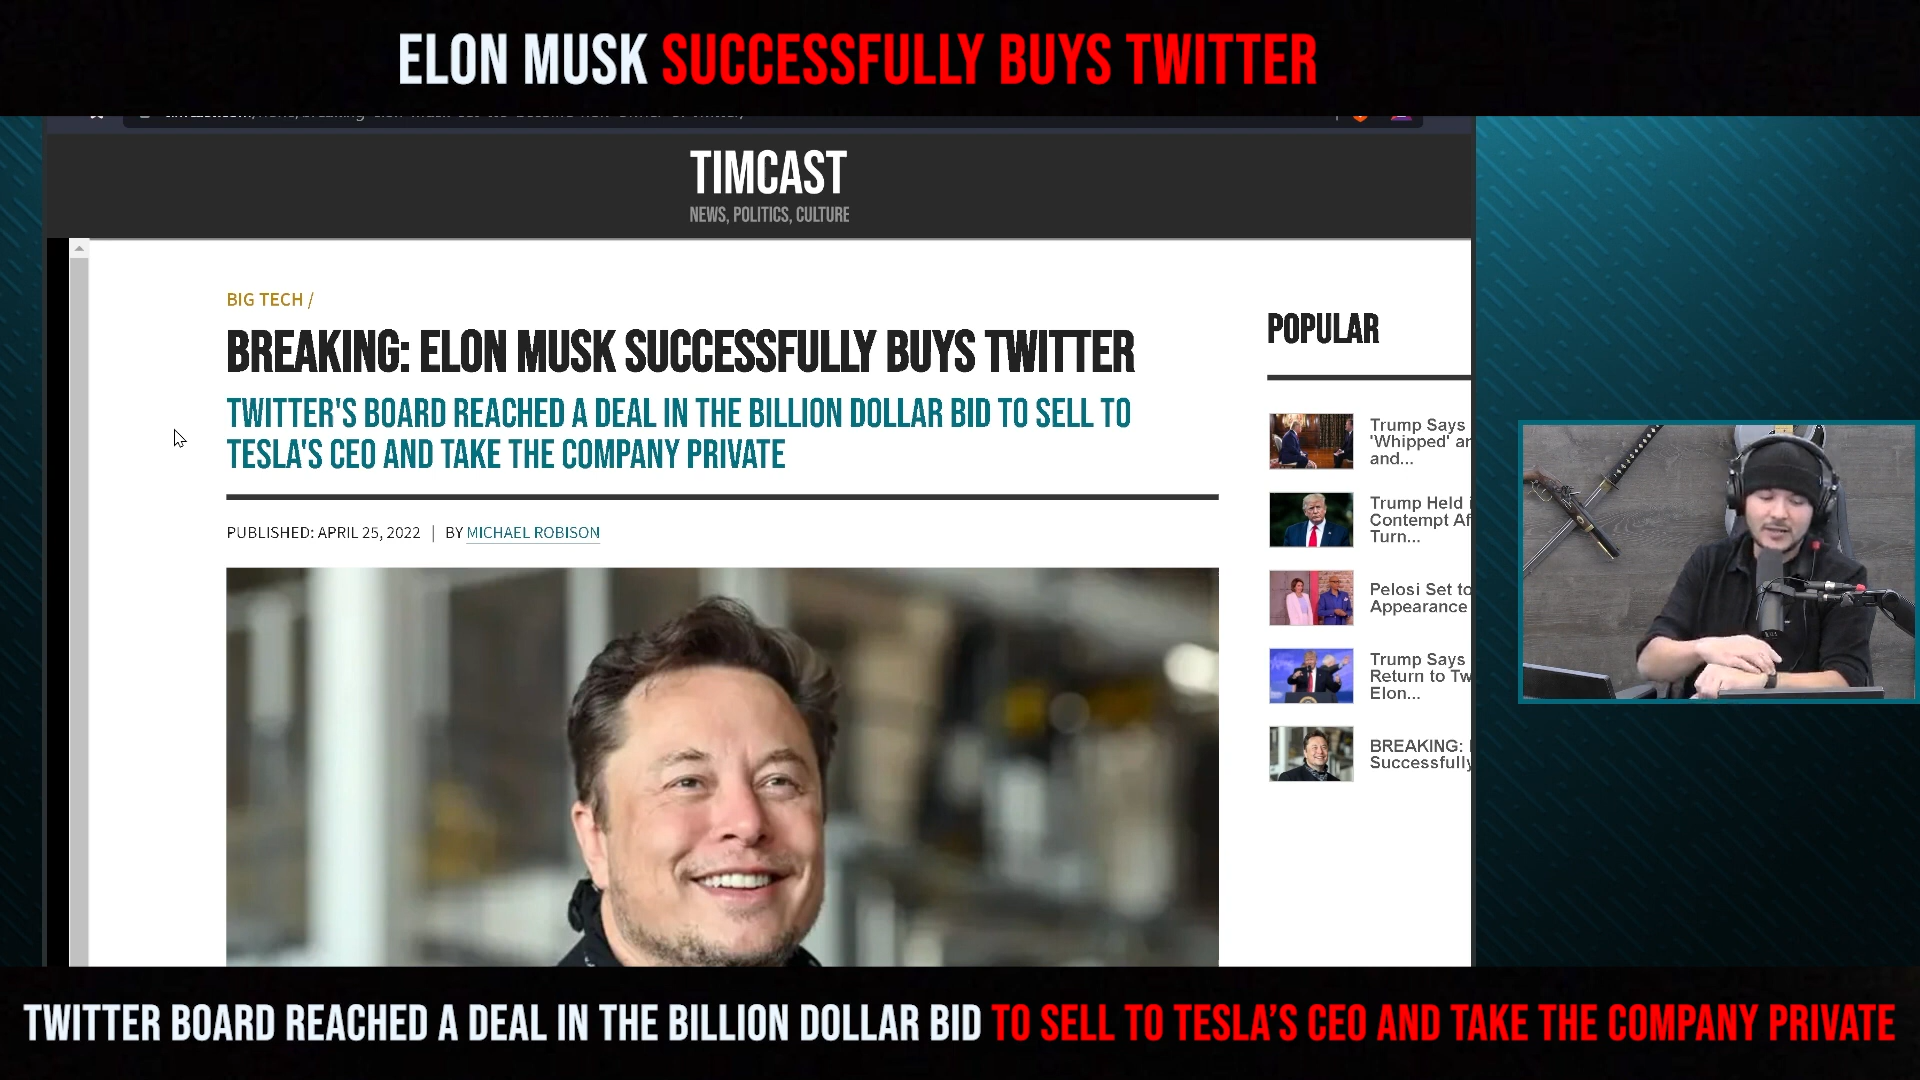 ELON MUSK SUCCESSFULLY BUYS TWITTER
TIMCAST
NEWS, POLITICS, CULTURE
BIG TECH /
BREAKING: ELON MUSK SUCCESSFULLY BUYS TWITTER
TWITTER'S BOARD REACHED A DEAL IN THE BILLION DOLLAR BID TO SELL TO
TESLA'S CEO AND TAKE THE COMPANY PRIVATE
PUBLISHED: APRIL 25, 2022 | BY MICHAEL ROBISON
POPULAR
Trump Says
'Whipped'
and...
Trump Held
Contempt
Turn...
Pelosi Set to
Appearance
Trump Says
Return to
Elon...
BREAKING:
Successfully
TWITTER BOARD REACHED A DEAL IN THE BILLION DOLLAR BID TO SELL TO TESLA'S CEO AND TAKE THE COMPANY PRIVATE